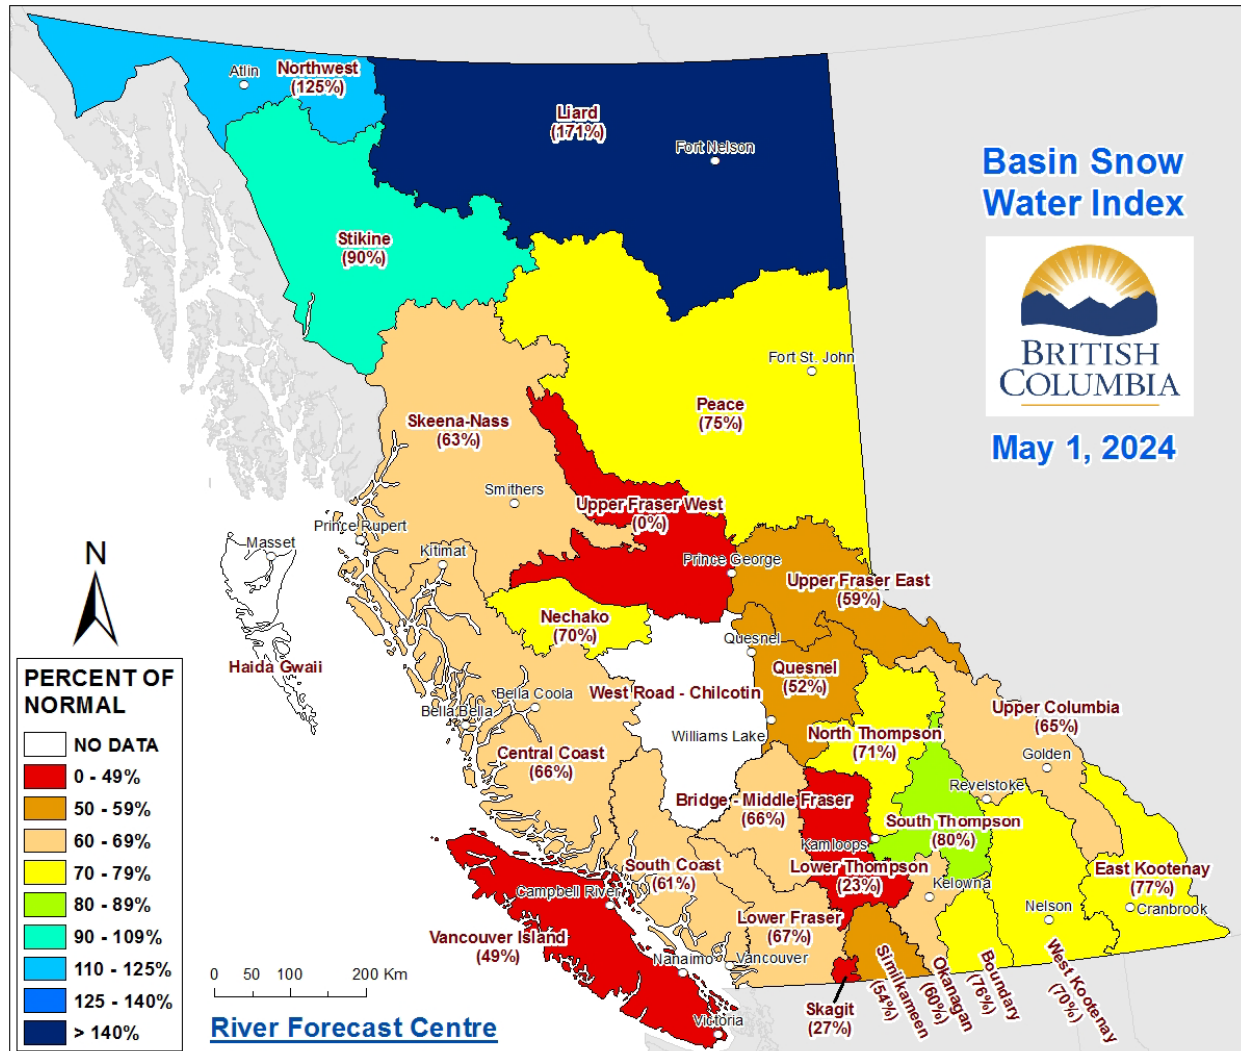 Atlin
Northwest
(125%)
Liard
(171%)
Fort Nelson
Basin Snow
Water Index
Stikine
(90%)
BRITISH
COLUMBIA
Fort St. John
May 1, 2024
Peace
(75%)
Skeena-Nass
(63%)
Smithers
Upper Fraser West
(0%)
Prince Rupert
Masset
Kitimat
Prince George
Upper Fraser East
(59%)
N
Nechako
(70%)
Quesnel
Haida Gwaii
Quesnel
(52%)
West Road - Chilcotin
Bella Coola
Bella Bella
Williams Lake
Upper Columbia
(65%)
North Thompson
(71%)
Golden
Central Coast
(66%)
Revelstoke
Bridge - Middle Fraser
(66%)
South Thompson
(80%)
Kamloops
South Coast
(61%)
Lower Thompson
(23%)
Kelowna
East Kootenay
(77%)
Campbell River
Cranbrook
Nelson
Lower Fraser
(67%)
Vancouver Island
(49%)
Nanaimo
Vancouver
Skagit
(27%)
Similkameen
(54%)
Okanagan
(60%)
Boundary
(76%)
West Kootenay
(70%)
Victoria
PERCENT OF
NORMAL
NO DATA
0 - 49%
50 - 59%
60 - 69%
70 - 79%
80 - 89%
90 - 109%
110 - 125%
125 - 140%
> 140%
0 50 100 200 Km
River Forecast Centre